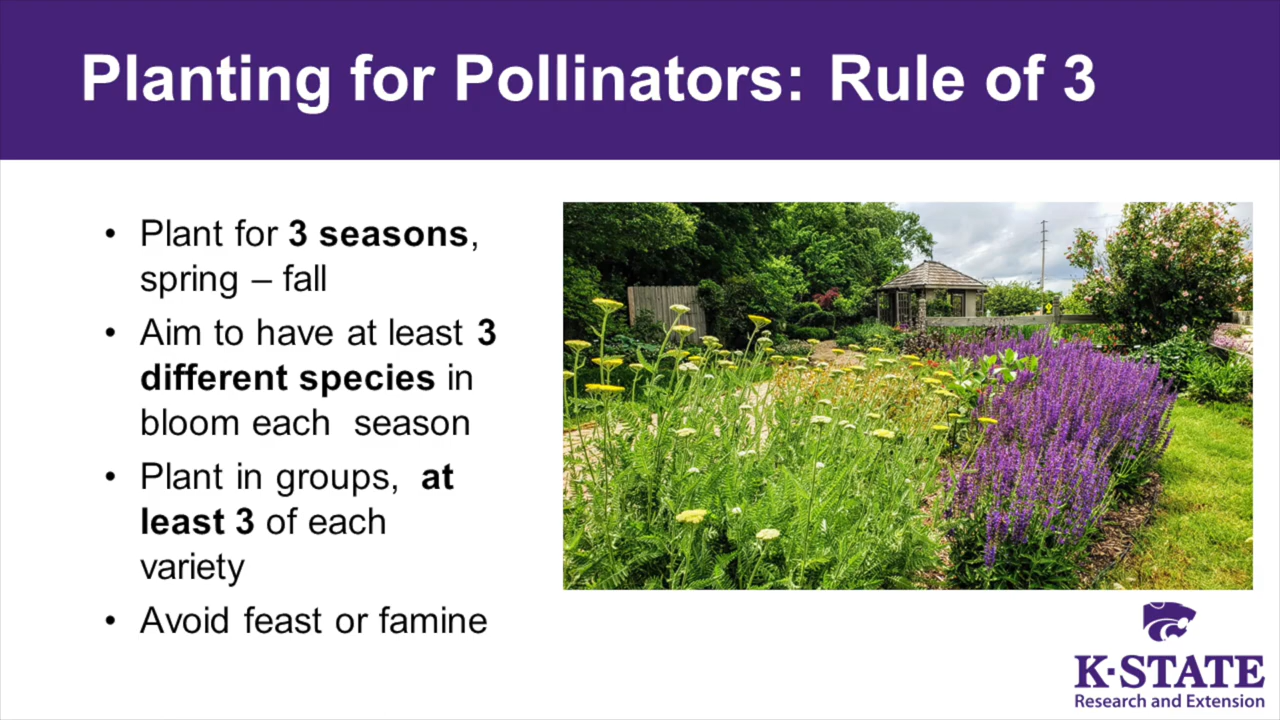 Planting for Pollinators: Rule of 3
• Plant for 3 seasons,
spring – fall
• Aim to have at least 3
different species in
bloom each  season
• Plant in groups,  at
least 3 of each
variety
• Avoid feast or famine
K·STATE
Research and Extension